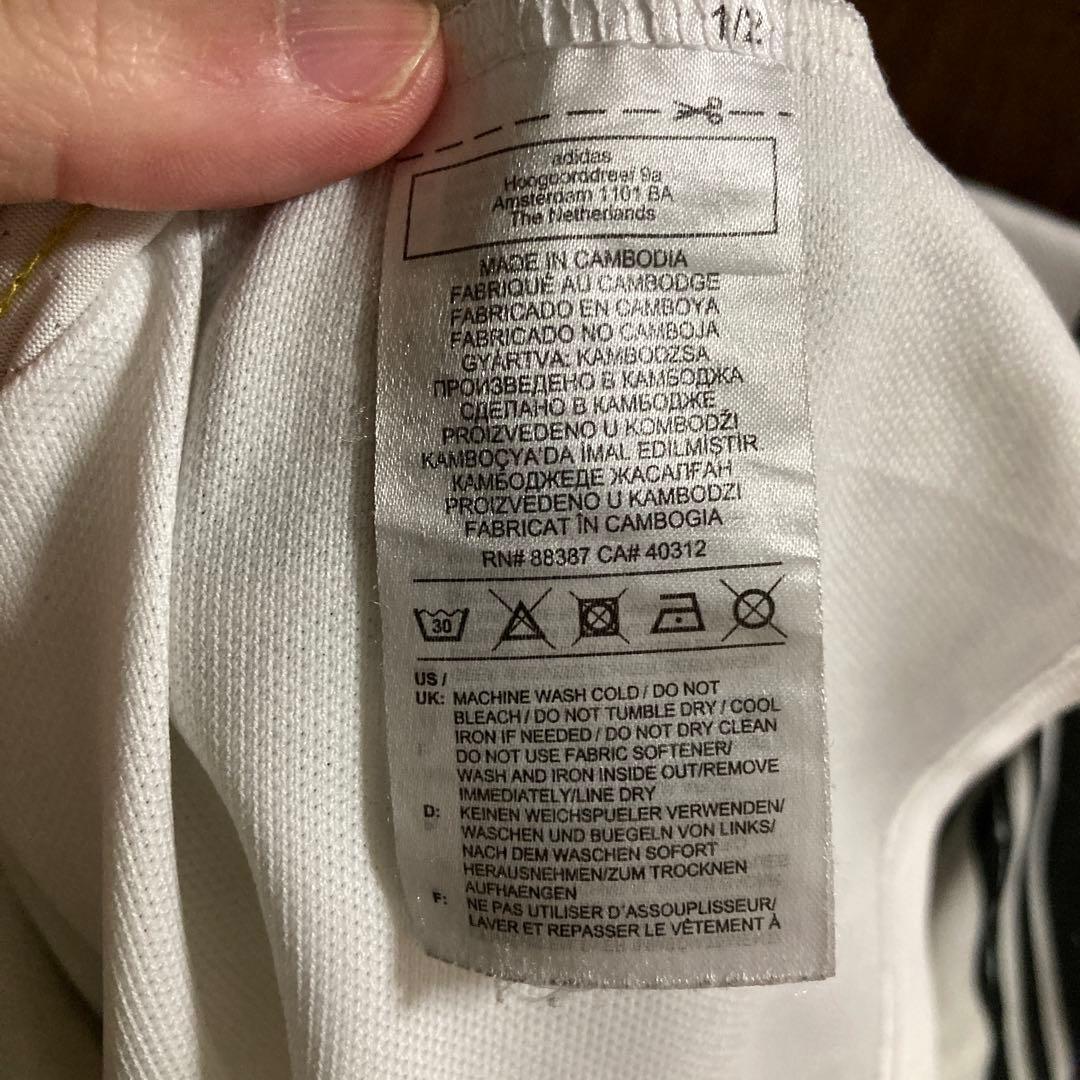 1/2
adidas
Hoogoorddreef 9a
Amsterdam 1101 BA
The Netherlands
MADE IN CAMBODIA
FABRIQUÉ AU CAMBODGE
FABRICADO EN CAMBOYA
FABRICADO NO CAMBOJA
GYÁRTVA: KAMBODZSA
ПРОИЗВЕДЕНО В КАМБОДЖА
СДЕЛАНО В КАМБОДЖЕ
PROIZVEDENO U KOMBODŽI
KAMBOÇYA'DA İMAL EDİLMİŞTİR
КАМБОДЖЕДЕ ЖАСАЛҒАН
PROIZVEDENO U KAMBODZI
FABRICAT ÎN CAMBOGIA
RN# 88387 CA# 40312
30
US /
UK: MACHINE WASH COLD / DO NOT
BLEACH / DO NOT TUMBLE DRY / COOL
IRON IF NEEDED / DO NOT DRY CLEAN
DO NOT USE FABRIC SOFTENER/
WASH AND IRON INSIDE OUT/REMOVE
IMMEDIATELY/LINE DRY
D: KEINEN WEICHSPUELER VERWENDEN/
WASCHEN UND BUEGELN VON LINKS/
NACH DEM WASCHEN SOFORT
HERAUSNEHMEN/ZUM TROCKNEN
AUFHAENGEN
F: NE PAS UTILISER D'ASSOUPLISSEUR/
LAVER ET REPASSER LE VÊTEMENT À